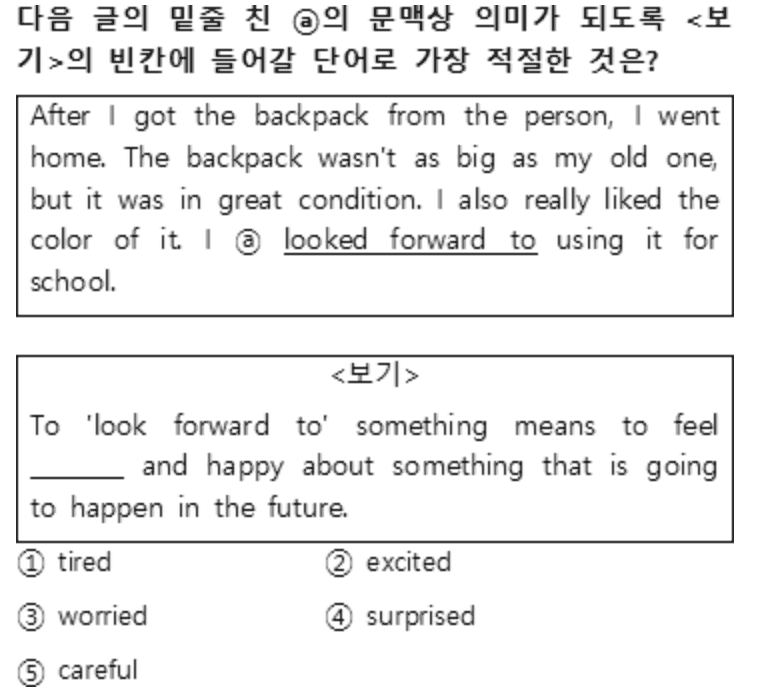 다음 글의 밑줄 친 ⓐ의 문맥상 의미가 되도록 <보
기>의 빈칸에 들어갈 단어로 가장 적절한 것은?
After I got the backpack from the person, I went
home. The backpack wasn't as big as my old one,
but it was in great condition. I also really liked the
color of it. I ⓐ looked forward to using it for
school.
<보기>
To 'look forward to' something means to feel
_______ and happy about something that is going
to happen in the future.
① tired ② excited
③ worried ④ surprised
⑤ careful